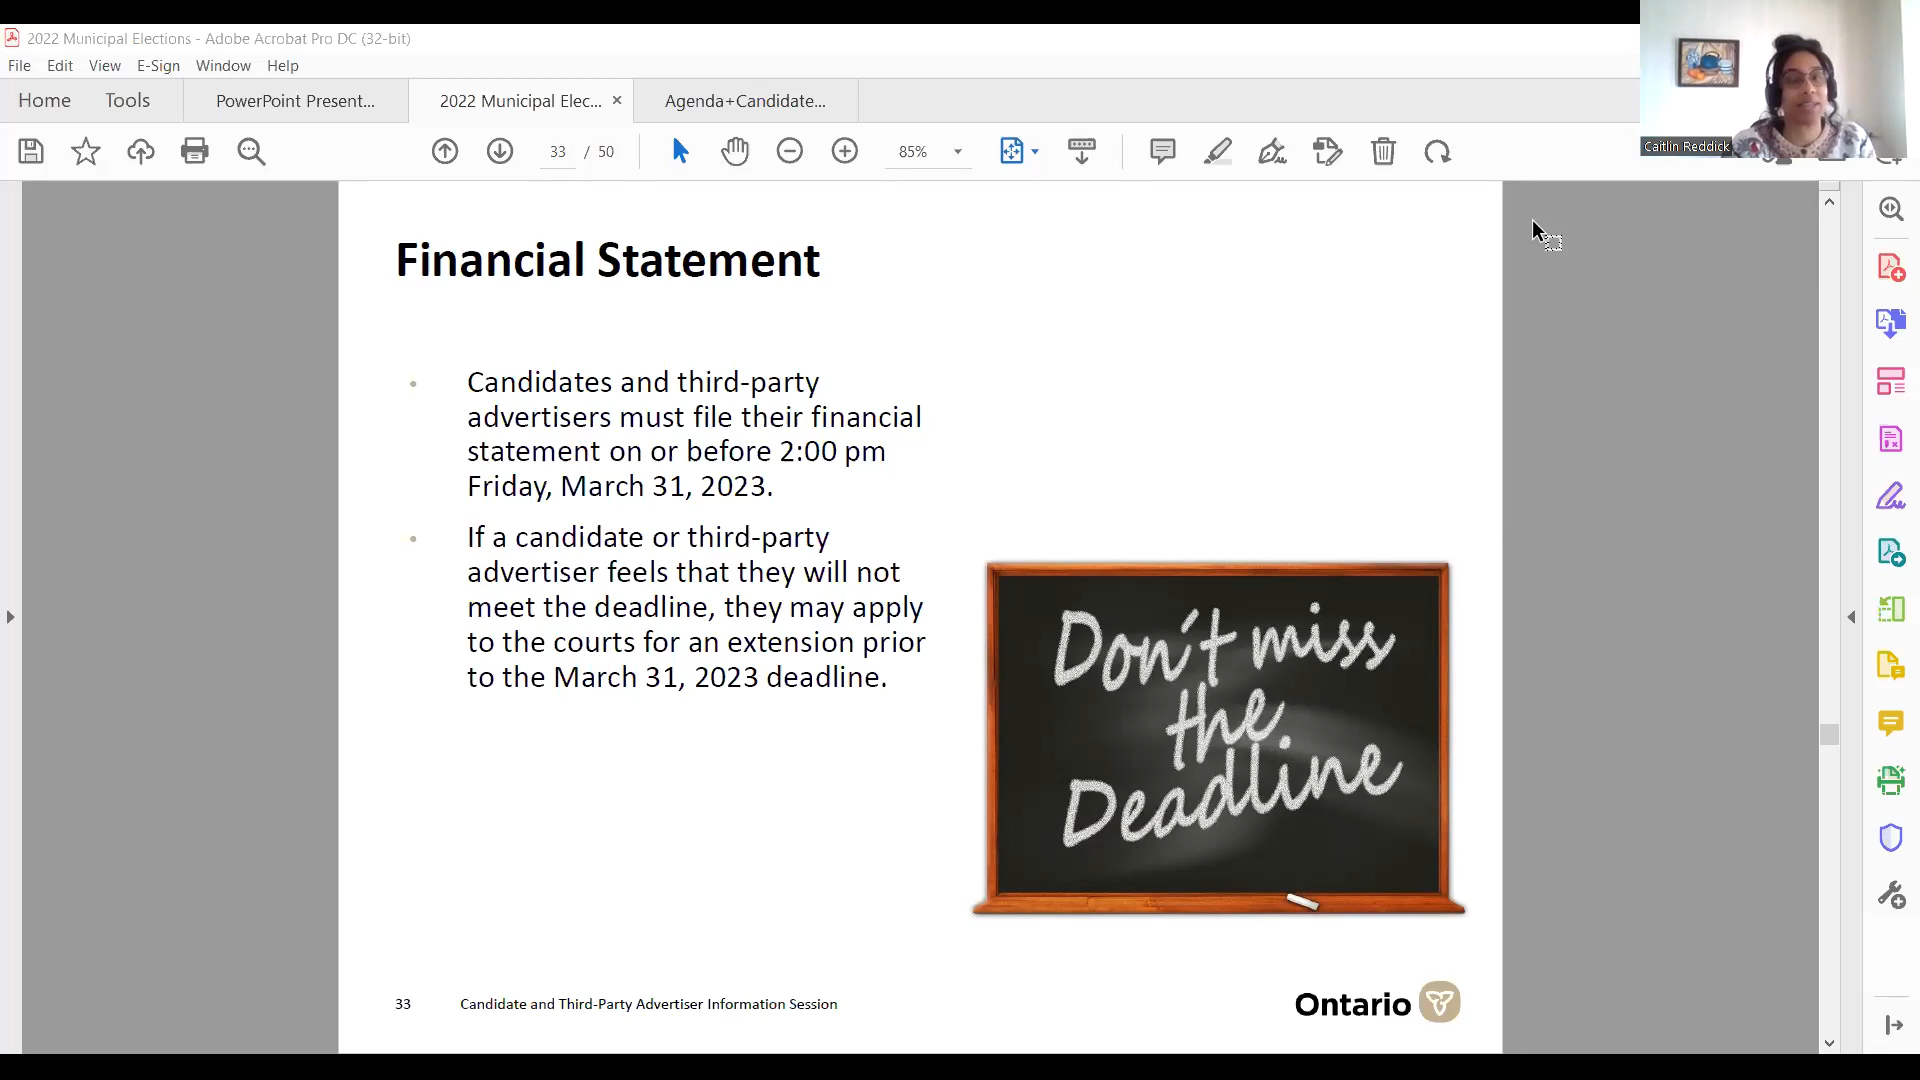 2022 Municipal Elections - Adobe Acrobat Pro DC (32-bit)
File Edit View E-Sign Window Help
Home Tools PowerPoint Present... 2022 Municipal Elec... × Agenda+Candidate...
33 / 50 85%
Caitlin Reddick
Financial Statement
• Candidates and third-party
advertisers must file their financial
statement on or before 2:00 pm
Friday, March 31, 2023.
• If a candidate or third-party
advertiser feels that they will not
meet the deadline, they may apply
to the courts for an extension prior
to the March 31, 2023 deadline.
Don't miss
the
Deadline
33 Candidate and Third-Party Advertiser Information Session
Ontario